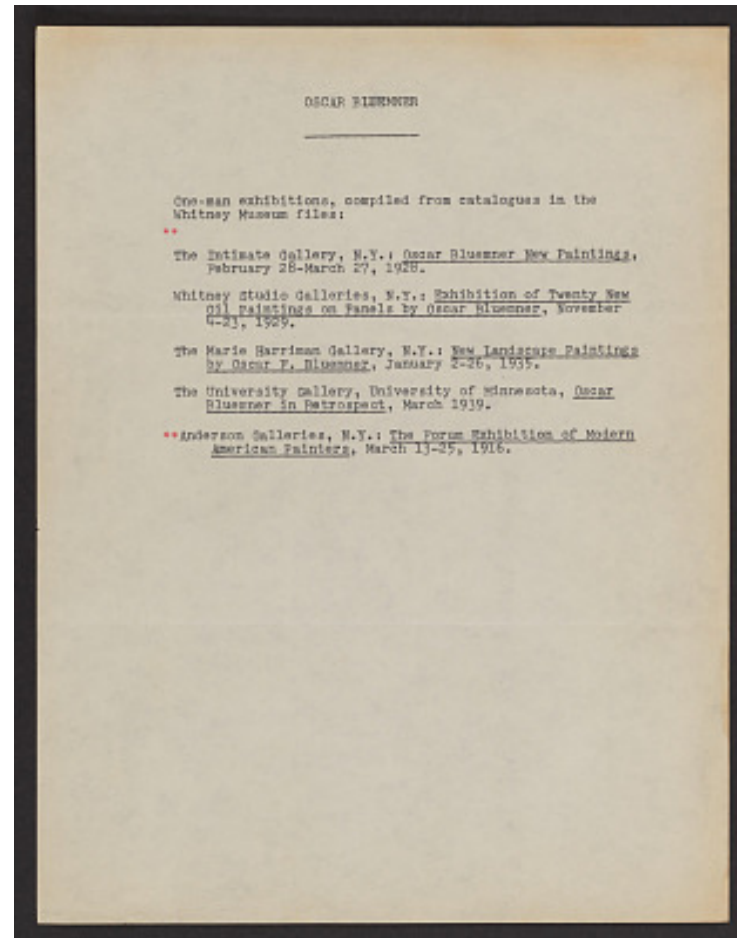 OSCAR BLUEMNER
One-man exhibitions, compiled from catalogues in the
Whitney Museum files:
**
The Intimate Gallery, N.Y.: Oscar Bluemner New Paintings,
February 28-March 27, 1928.
Whitney Studio Galleries, N.Y.: Exhibition of Twenty New
Oil Paintings on Panels by Oscar Bluemner, November
4-23, 1929.
The Marie Harriman Gallery, N.Y.: New Landscape Paintings
by Oscar F. Bluemner, January 2-26, 1935.
The University Gallery, University of Minnesota, Oscar
Bluemner in Retrospect, March 1939.
**Anderson Galleries, N.Y.: The Forum Exhibition of Modern
American Painters, March 13-25, 1916.